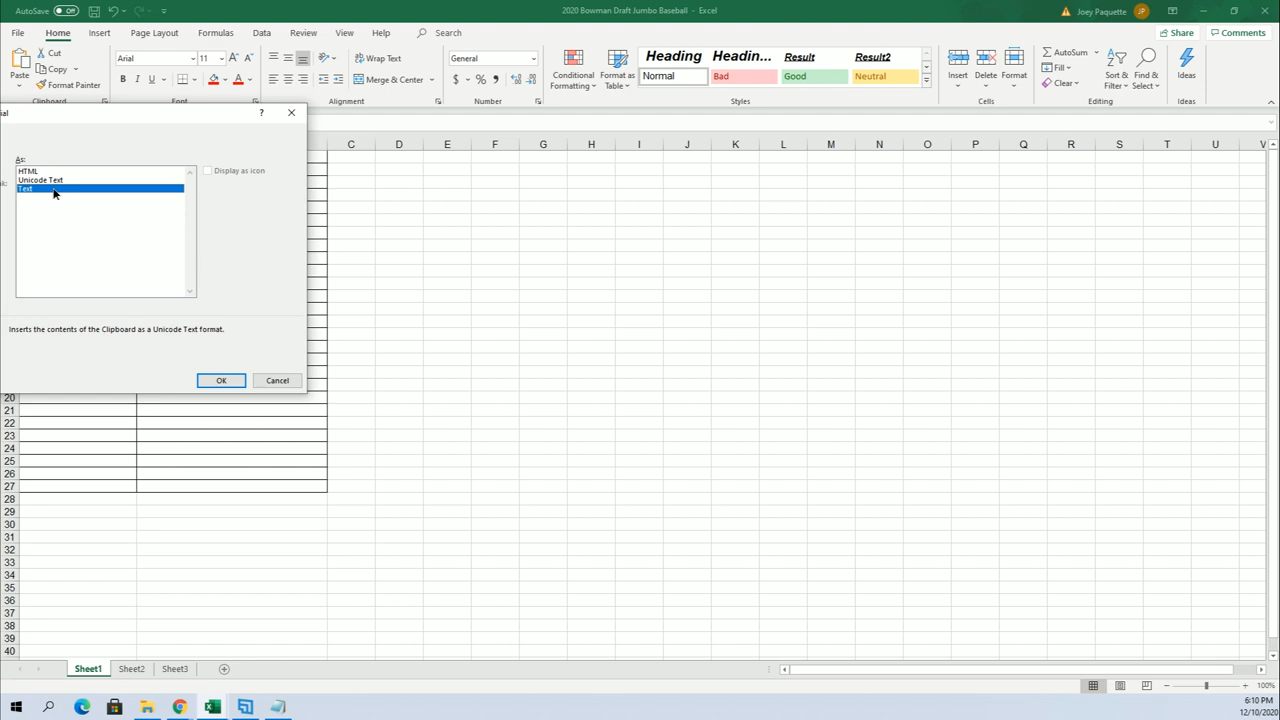 AutoSave Off 2020 Bowman Draft Jumbo Baseball - Excel Joey Paquette JP
File Home Insert Page Layout Formulas Data Review View Help Search Share Comments
Paste Cut Copy Format Painter
Clipboard
Arial 11 A A
B I U A
Font
Wrap Text
Merge & Center
Alignment
General
$ % ,
Number
Conditional Formatting
Format as Table
Heading Headin... Result Result2
Normal Bad Good Neutral
Styles
Insert Delete Format
Cells
AutoSum
Fill
Clear
Sort & Filter
Find & Select
Editing
Ideas
Ideas
ial ? ×
As:
HTML
Unicode Text
Text
Display as icon
Inserts the contents of the Clipboard as a Unicode Text format.
OK Cancel
C D E F G H I J K L M N O P Q R S T U V
20
21
22
23
24
25
26
27
28
29
30
31
32
33
34
35
36
37
38
39
40
Sheet1 Sheet2 Sheet3
100%
6:10 PM
12/10/2020